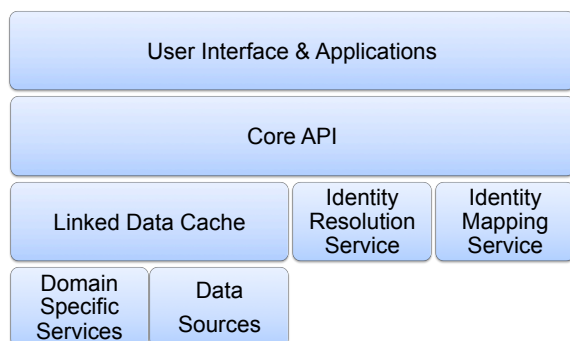 User Interface & Applications
Core API
Linked Data Cache
Identity
Resolution
Service
Identity
Mapping
Service
Domain
Specific
Services
Data
Sources